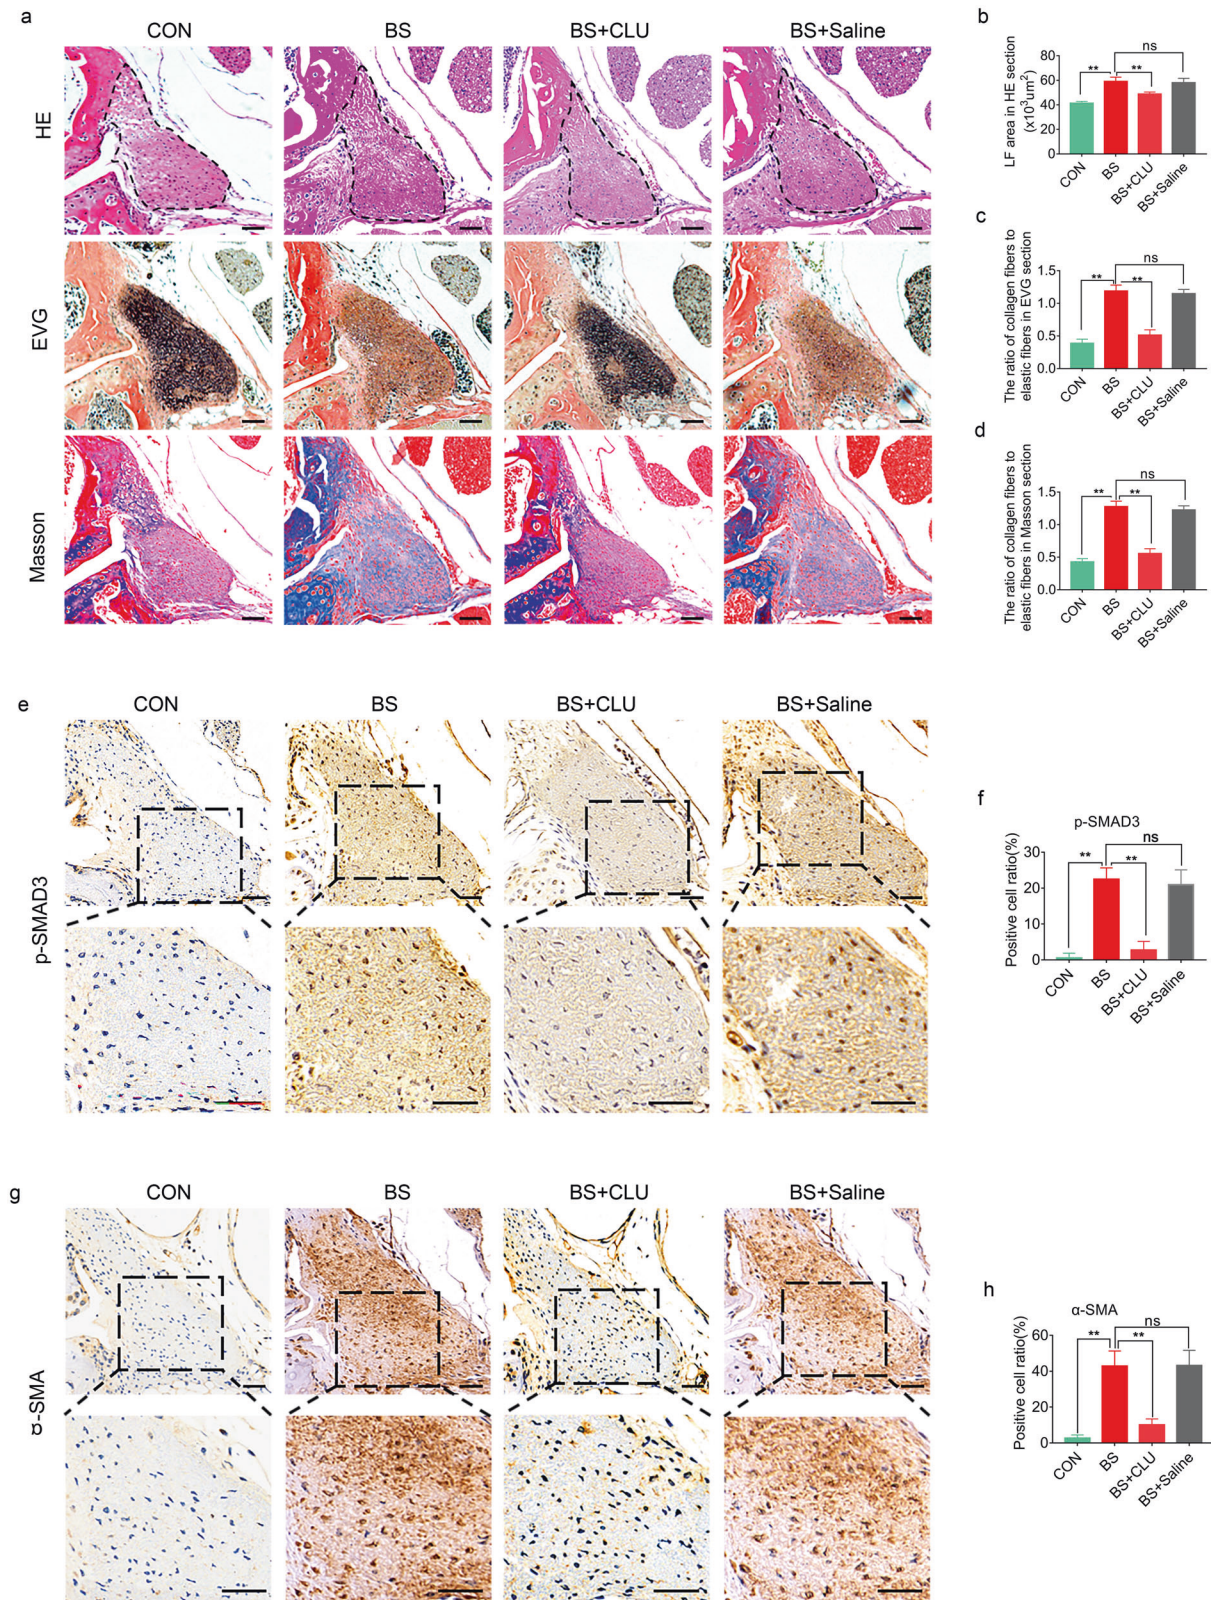 a
CON
BS
BS+CLU
BS+Saline
HE
EVG
Masson
b
LF area in HE section
(x10³um²)
80
60
40
20
0
**
**
ns
CON
BS
BS+CLU
BS+Saline
c
The ratio of collagen fibers to
elastic fibers in EVG section
1.5
1.0
0.5
0.0
**
**
ns
CON
BS
BS+CLU
BS+Saline
d
The ratio of collagen fibers to
elastic fibers in Masson section
1.5
1.0
0.5
0.0
**
**
ns
CON
BS
BS+CLU
BS+Saline
e
CON
BS
BS+CLU
BS+Saline
p-SMAD3
f
p-SMAD3
Positive cell ratio(%)
30
20
10
0
**
**
ns
CON
BS
BS+CLU
BS+Saline
g
CON
BS
BS+CLU
BS+Saline
α-SMA
h
α-SMA
Positive cell ratio(%)
60
40
20
0
**
**
ns
CON
BS
BS+CLU
BS+Saline